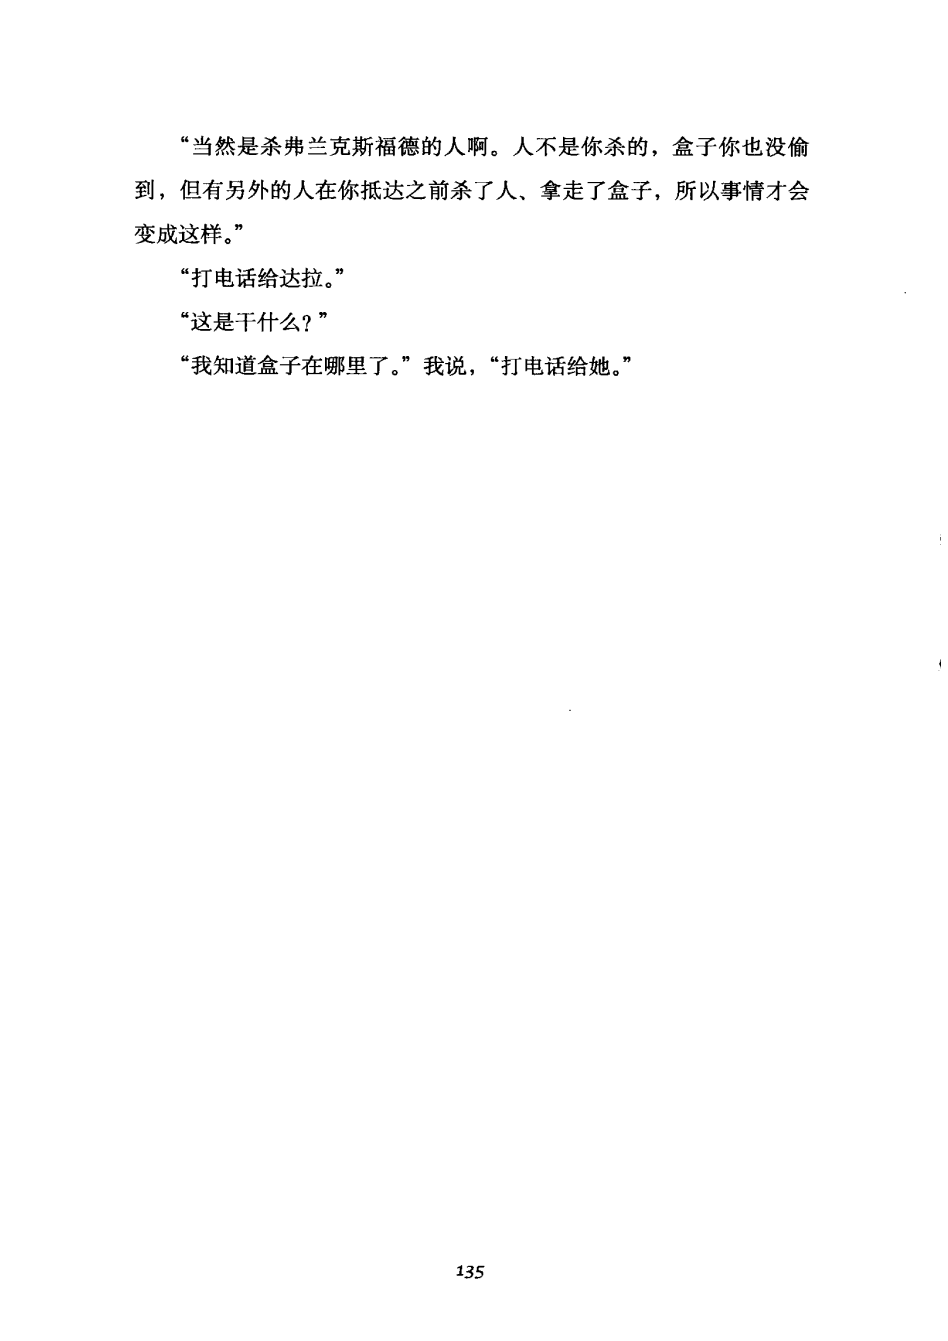 “当然是杀弗兰克斯福德的人啊。人不是你杀的，盒子你也没偷
到，但有另外的人在你抵达之前杀了人、拿走了盒子，所以事情才会
变成这样。”
“打电话给达拉。”
“这是干什么？”
“我知道盒子在哪里了。”我说，“打电话给她。”
135